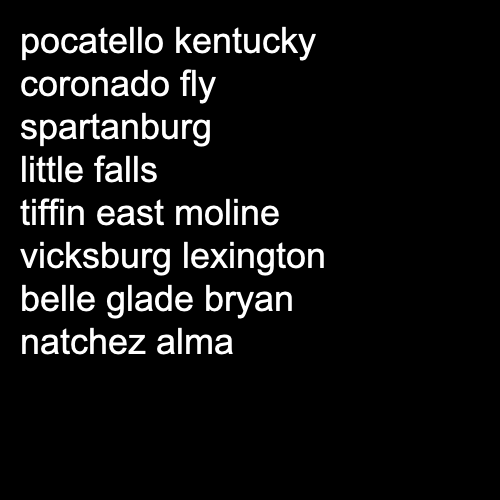 pocatello kentucky
coronado fly
spartanburg
little falls
tiffin east moline
vicksburg lexington
belle glade bryan
natchez alma